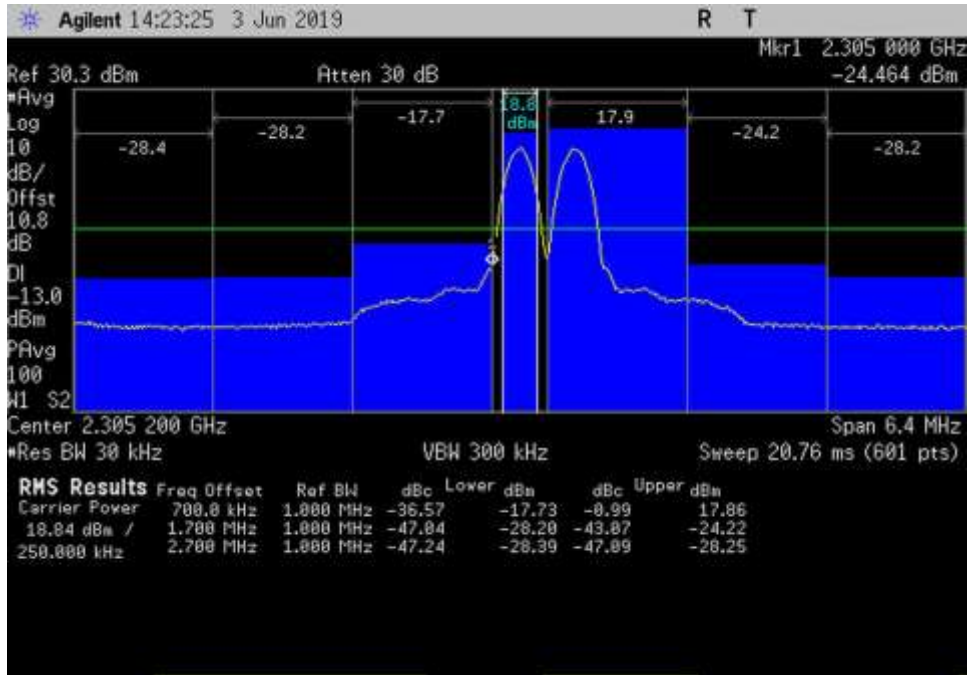 Agilent 14:23:25 3 Jun 2019 R T
Mkr1 2.305 000 GHz
Ref 30.3 dBm Atten 30 dB -24.464 dBm
#Avg
Log
10
dB/
Offst
10.8
dB
DI
-13.0
dBm
PAvg
100
W1 S2
-28.4 -28.2 -17.7 18.8 dBm 17.9 -24.2 -28.2
Center 2.305 200 GHz Span 6.4 MHz
#Res BW 30 kHz VBW 300 kHz Sweep 20.76 ms (601 pts)
RMS Results Freq Offset Ref BW dBc Lower dBm dBc Upper dBm
Carrier Power 700.0 kHz 1.000 MHz -36.57 -17.73 -0.99 17.86
18.84 dBm / 1.700 MHz 1.000 MHz -47.04 -28.20 -43.07 -24.22
250.000 kHz 2.700 MHz 1.000 MHz -47.24 -28.39 -47.09 -28.25